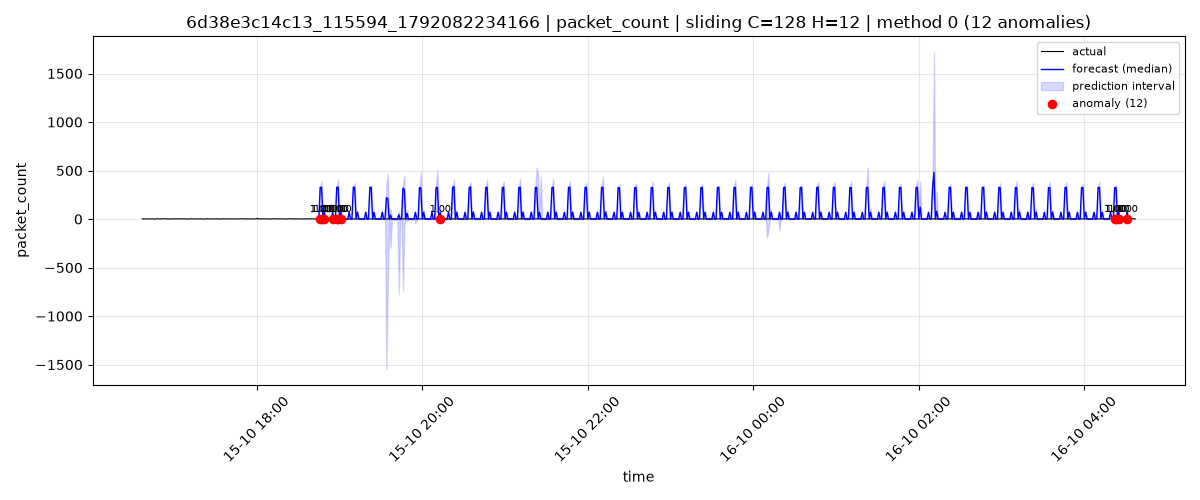 6d38e3c14c13_115594_1792082234166 | packet_count | sliding C=128 H=12 | method 0 (12 anomalies)
actual
forecast (median)
prediction interval
anomaly (12)
packet_count
1500
1000
500
0
−500
−1000
−1500
1.00
15-10 18:00
15-10 20:00
15-10 22:00
16-10 00:00
16-10 02:00
16-10 04:00
time